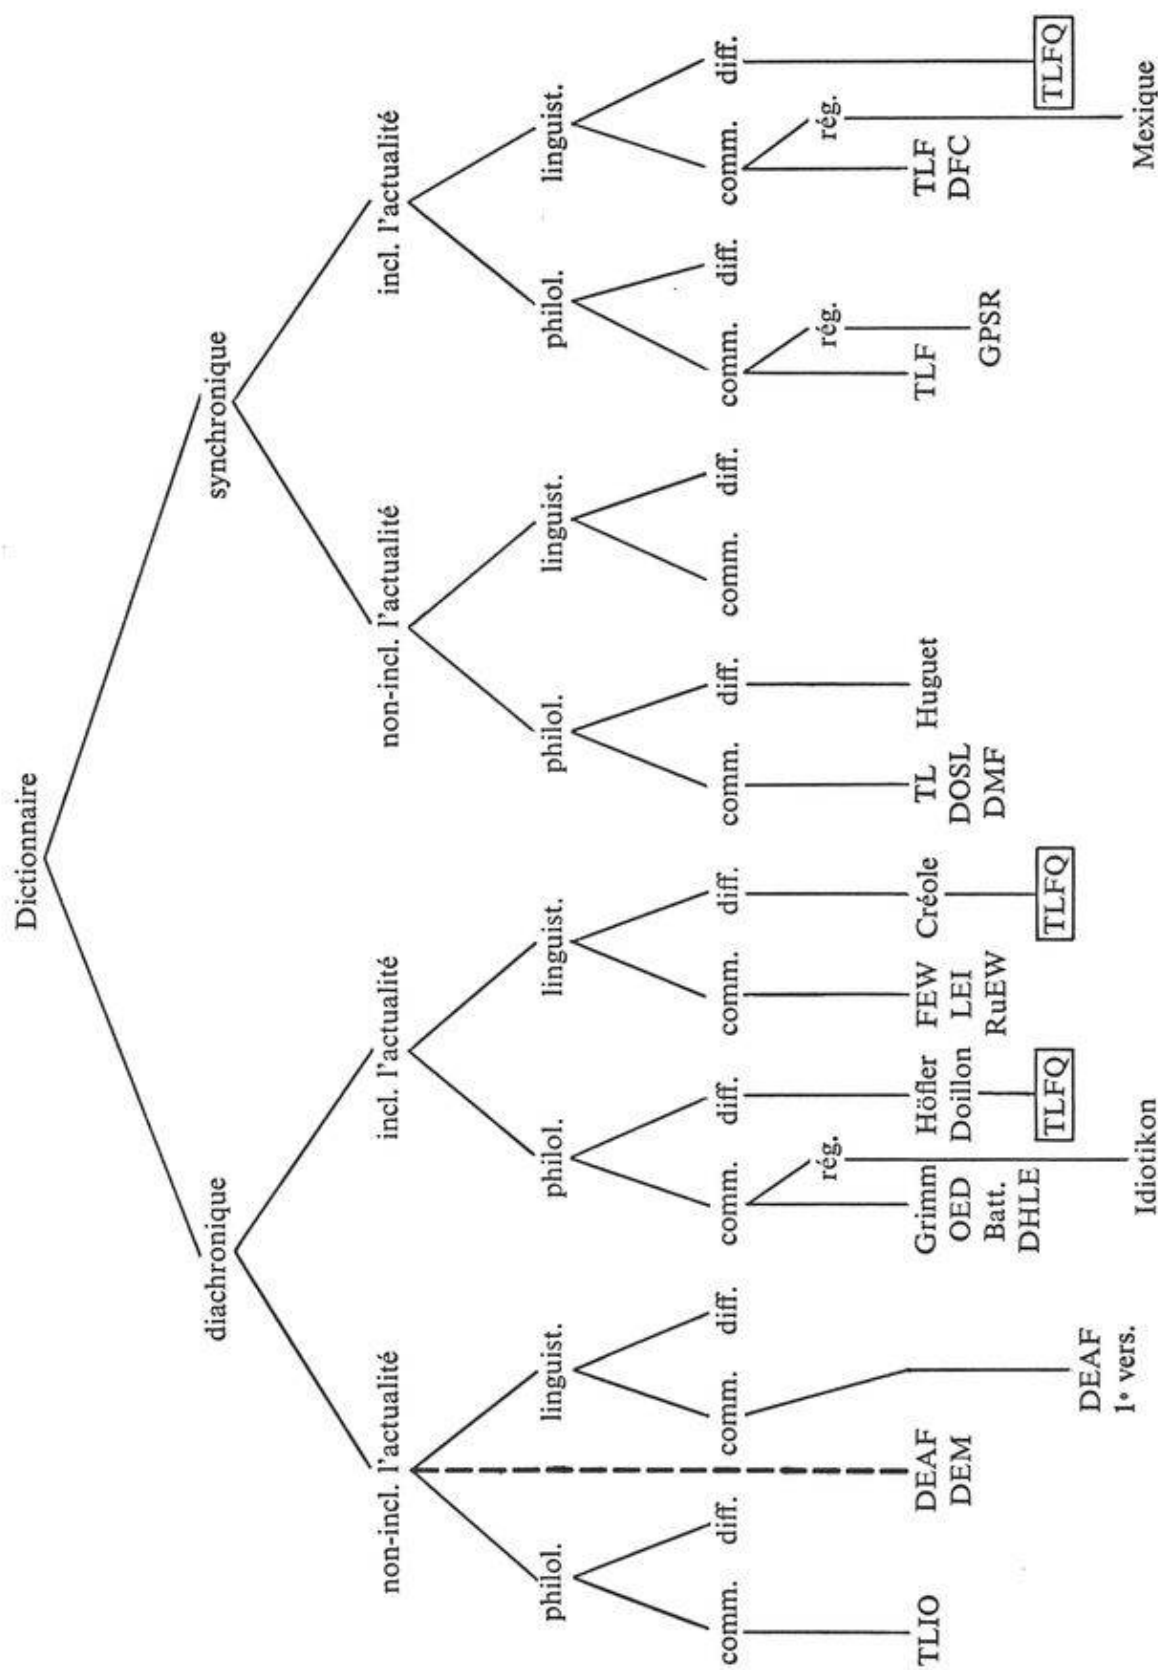 Dictionnaire
diachronique
synchronique
non-incl. l'actualité
incl. l'actualité
non-incl. l'actualité
incl. l'actualité
philol.
linguist.
philol.
linguist.
philol.
linguist.
philol.
linguist.
comm.
diff.
comm.
diff.
comm.
diff.
comm.
diff.
comm.
diff.
comm.
diff.
comm.
diff.
comm.
diff.
rég.
rég.
rég.
TLIO
DEAF
DEM
DEAF
1e vers.
Grimm
OED
Batt.
DHLE
Idiotikon
Höfler
Doillon
TLFQ
FEW
LEI
RuEW
Créole
TLFQ
TL
DOSL
DMF
Huguet
TLF
GPSR
TLF
DFC
Mexique
TLFQ